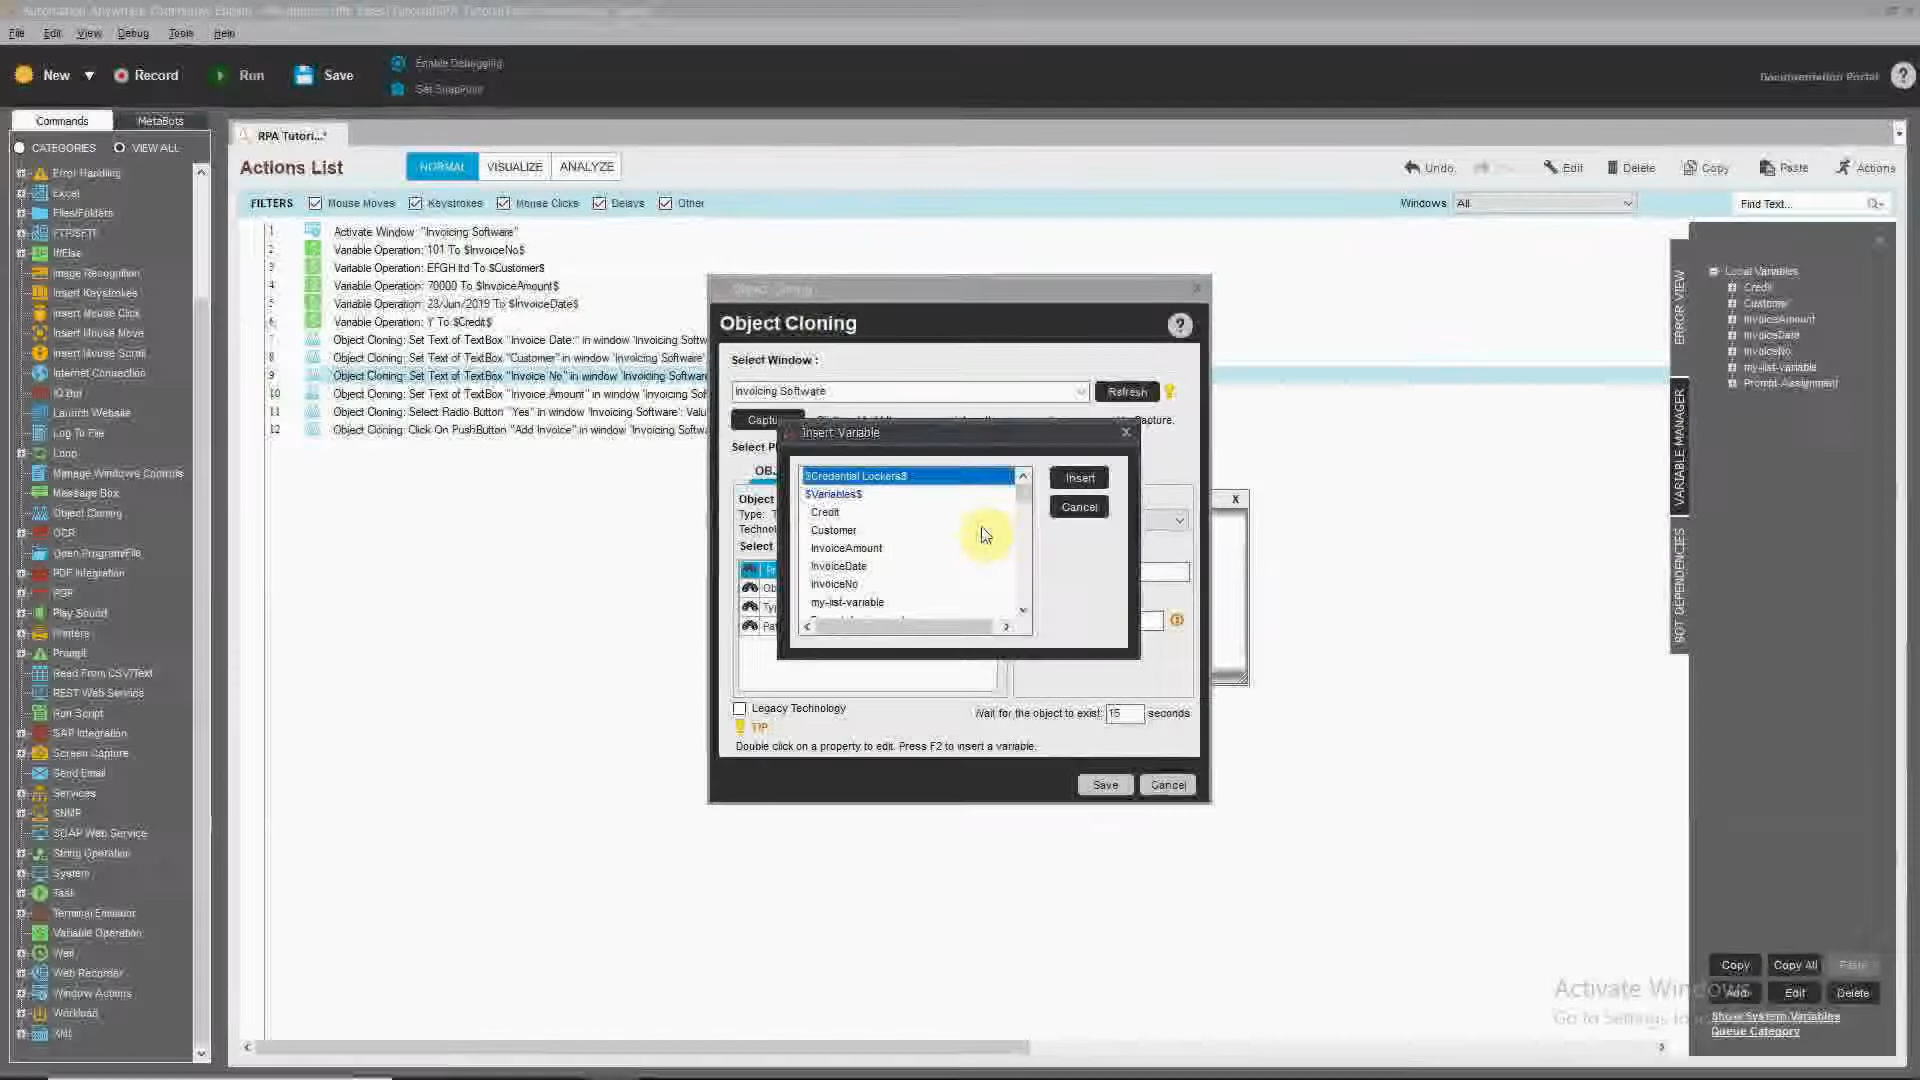 File Edit View Debug Tools Help
New Record Run Save
Enable Debugging
Set SnapPoint
Documentation Portal
Commands MetaBots
CATEGORIES VIEW ALL
Error Handling
Excel
Files/Folders
FTP/SFTP
If/Else
Image Recognition
Insert Keystrokes
Insert Mouse Click
Insert Mouse Move
Insert Mouse Scroll
Internet Connection
IQ Bot
Launch Website
Log To File
Loop
Manage Windows Controls
Message Box
Object Cloning
OCR
Open Program/File
PDF Integration
PGP
Play Sound
Printers
Prompt
Read From CSV/Text
REST Web Service
Run Script
SAP Integration
Screen Capture
Send Email
Services
SNMP
SOAP Web Service
String Operation
System
Task
Terminal Emulator
Variable Operation
Wait
Web Recorder
Window Actions
Workload
XML
RPA Tutori...*
Actions List NORMAL VISUALIZE ANALYZE
Undo Edit Delete Copy Paste Actions
FILTERS Mouse Moves Keystrokes Mouse Clicks Delays Other Windows All Find Text...
1 Activate Window: "Invoicing Software"
2 Variable Operation: 101 To $InvoiceNo$
3 Variable Operation: EFGH ltd To $Customer$
4 Variable Operation: 70000 To $InvoiceAmount$
5 Variable Operation: 23/Jun/2019 To $InvoiceDate$
6 Variable Operation: Y To $Credit$
7 Object Cloning: Set Text of TextBox "Invoice Date:" in window 'Invoicing Softw
8 Object Cloning: Set Text of TextBox "Customer" in window 'Invoicing Software'
9 Object Cloning: Set Text of TextBox "Invoice No" in window 'Invoicing Software
10 Object Cloning: Set Text of TextBox "Invoice Amount" in window 'Invoicing Sof
11 Object Cloning: Select Radio Button "Yes" in window 'Invoicing Software': Valu
12 Object Cloning: Click On PushButton "Add Invoice" in window 'Invoicing Softwa
Object Cloning
Object Cloning
Select Window :
Invoicing Software Refresh
Captu apture.
Select P
OBJ
Object
Type: T
Technol
Select
Insert Variable
$Credential Lockers$
$Variables$
Credit
Customer
InvoiceAmount
InvoiceDate
InvoiceNo
my-list-variable
Insert
Cancel
Legacy Technology Wait for the object to exist: 15 seconds
TIP
Double click on a property to edit. Press F2 to insert a variable.
Save Cancel
ERROR VIEW
VARIABLE MANAGER
BOT DEPENDENCIES
Local Variables
Credit
Customer
InvoiceAmount
InvoiceDate
InvoiceNo
my-list-variable
Prompt-Assignment
Copy Copy All Paste
Add Edit Delete
Show System Variables
Queue Category
Activate Windows
Go to Settings to